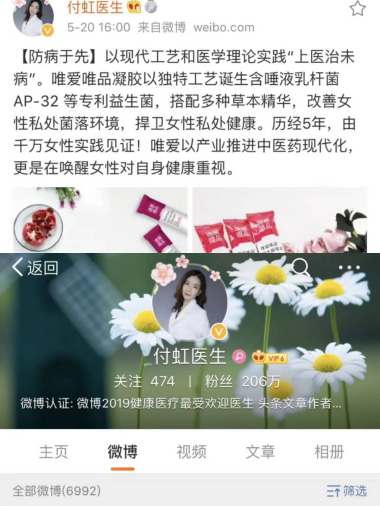 付虹医生
5-20 16:00 来自微博 weibo.com
【防病于先】以现代工艺和医学理论实践“上医治未
病”。唯爱唯品凝胶以独特工艺诞生含唾液乳杆菌
AP-32 等专利益生菌，搭配多种草本精华，改善女
性私处菌落环境，捍卫女性私处健康。历经5年，由
千万女性实践见证！唯爱以产业推进中医药现代化，
更是在唤醒女性对自身健康重视。
返回
付虹医生 VIP 6
关注 474 | 粉丝 206万
微博认证: 微博2019健康医疗最受欢迎医生 头条文章作者...
主页 微博 视频 文章 相册
全部微博(6992) 筛选